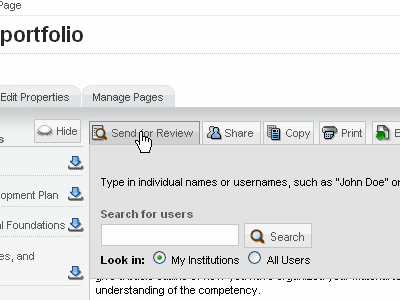 Page
portfolio
Edit Properties Manage Pages
s Hide Send for Review Share Copy Print E
Type in individual names or usernames, such as "John Doe" or
opment Plan
Search for users
al Foundations
Search
es, and
Look in: My Institutions All Users
understanding of the competency.